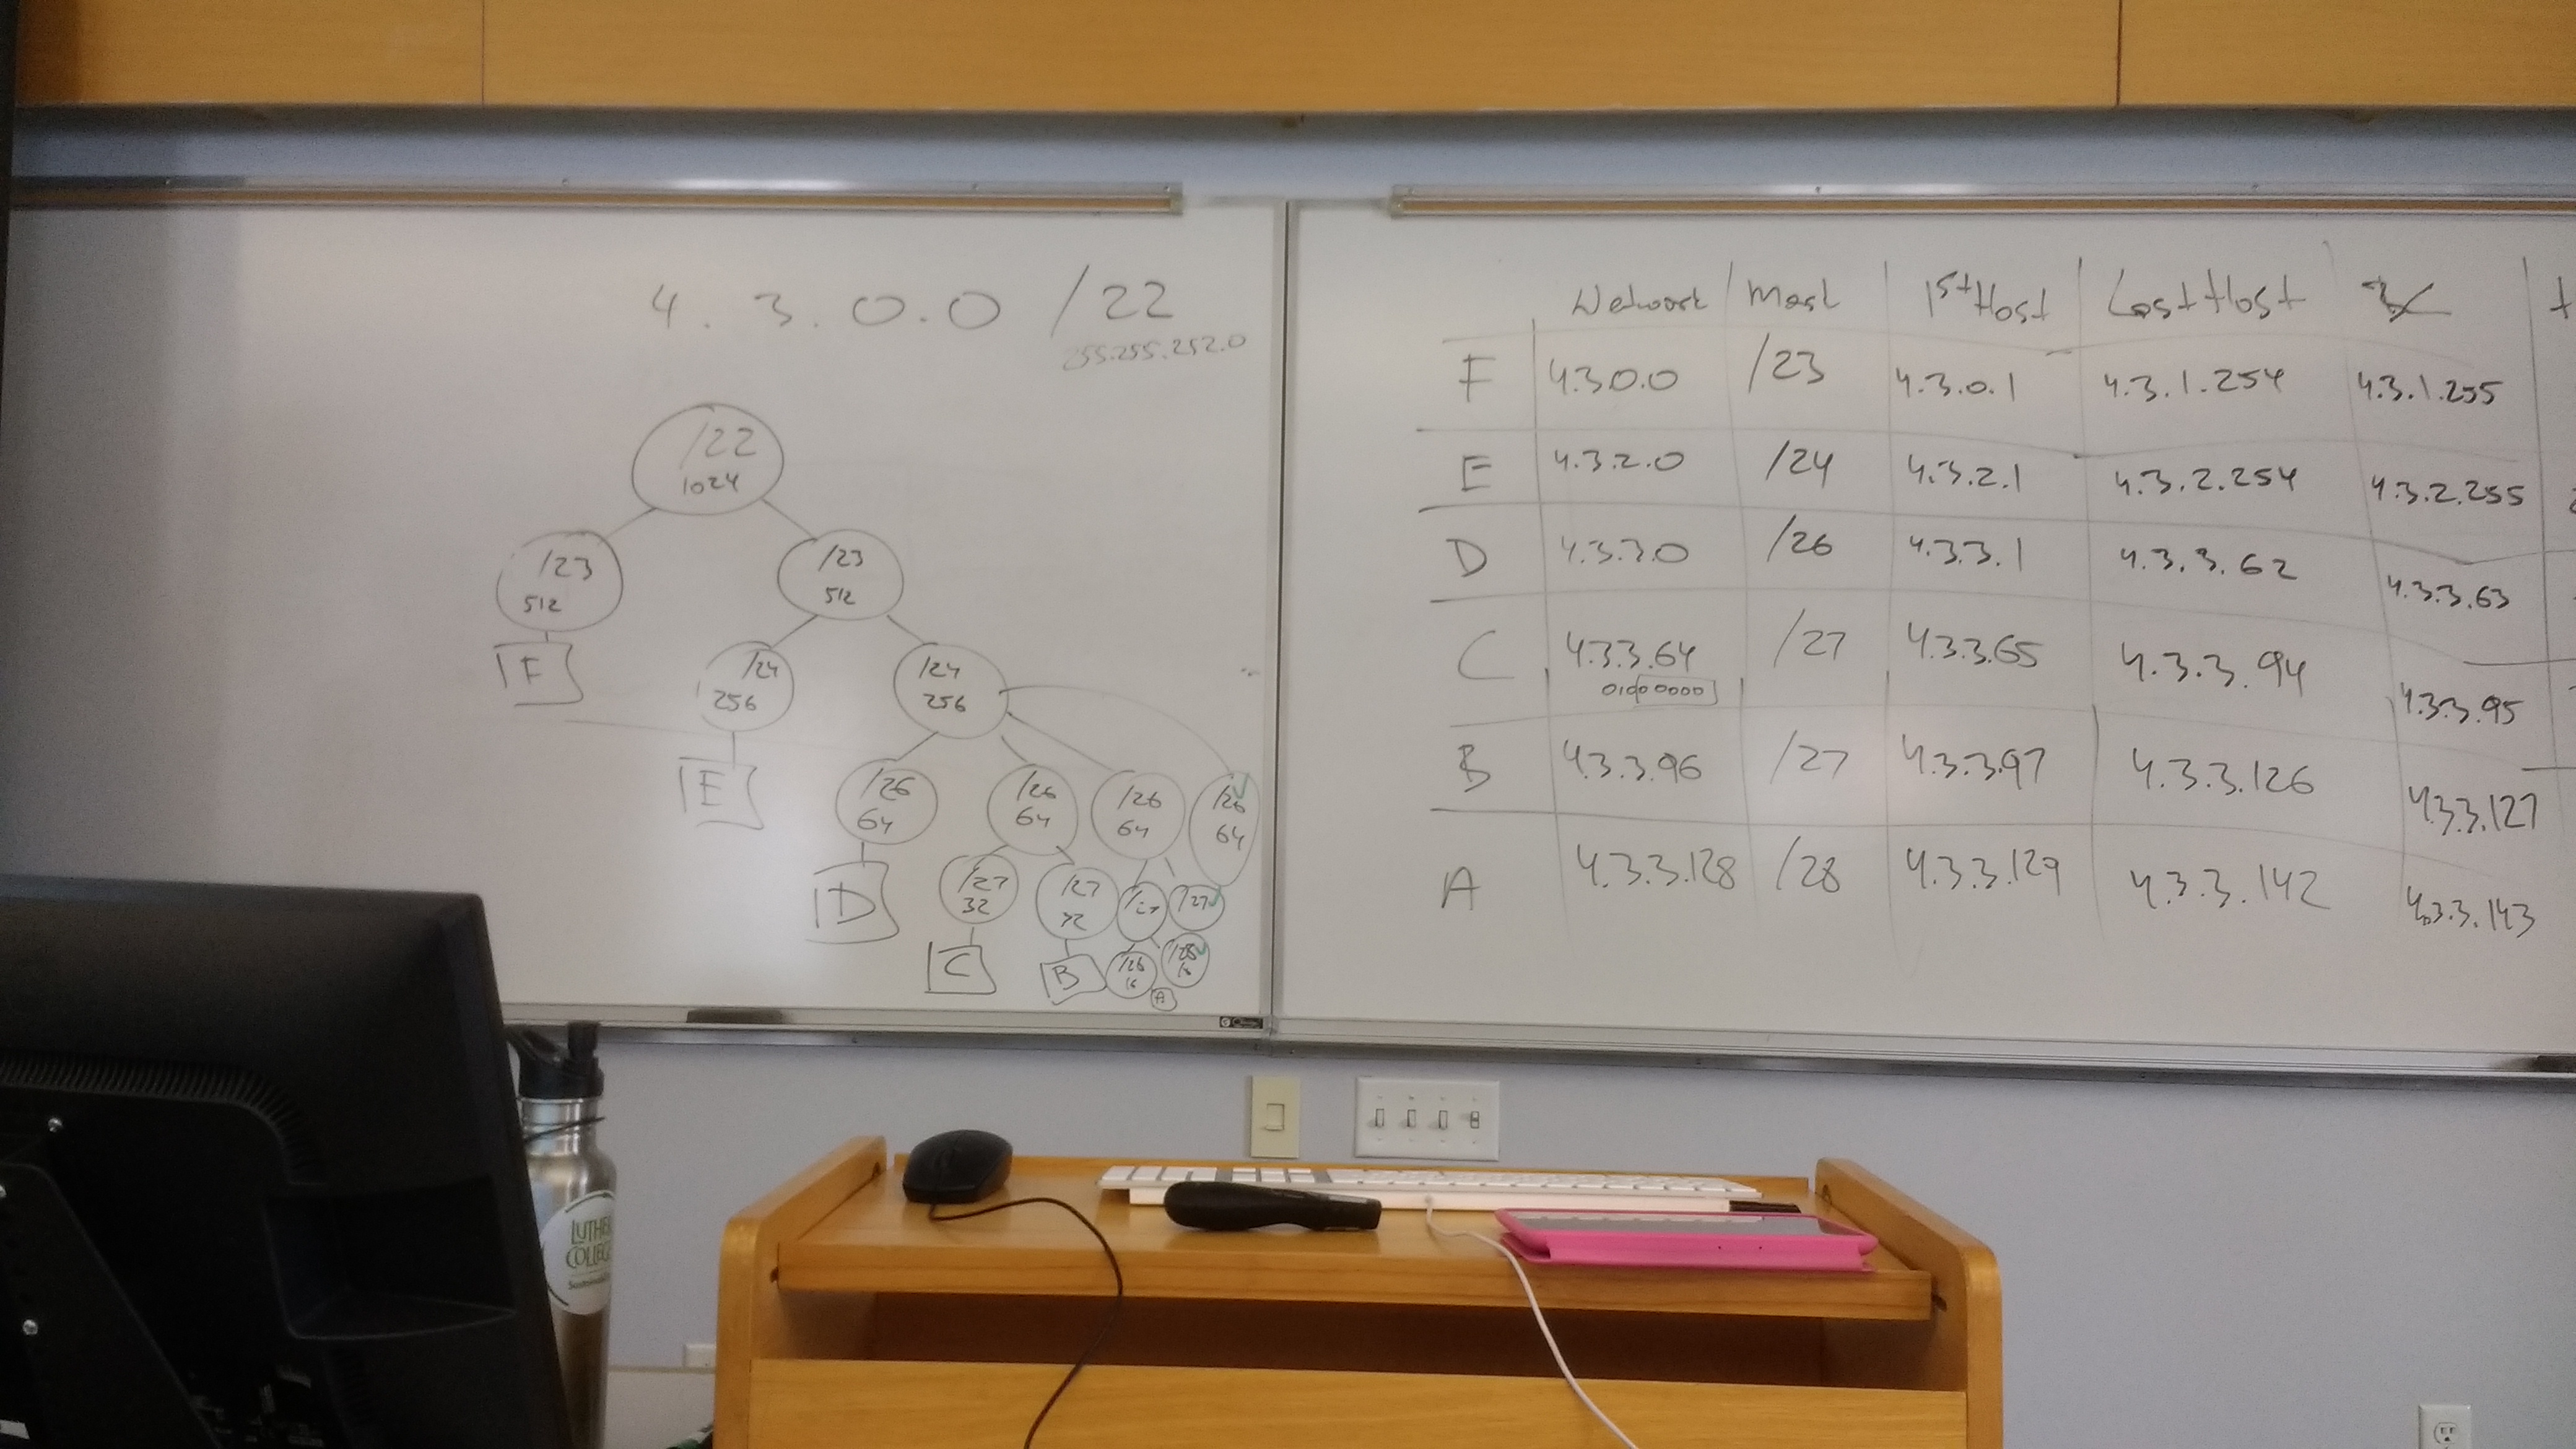 4.3.0.0 /22
255.255.252.0
/22
1024
/23
512
/23
512
F
/24
256
/24
256
E
/26
64
/26
64
/26
64
/26
64
D
/27
32
/27
32
/27
C
B
/28
16
A
Network Mask 1st Host Last Host
F 4.3.0.0 /23 4.3.0.1 4.3.1.254 4.3.1.255
E 4.3.2.0 /24 4.3.2.1 4.3.2.254 4.3.2.255
D 4.3.3.0 /26 4.3.3.1 4.3.3.62 4.3.3.63
C 4.3.3.64 /27 4.3.3.65 4.3.3.94 4.3.3.95
01000000
B 4.3.3.96 /27 4.3.3.97 4.3.3.126 4.3.3.127
A 4.3.3.128 /28 4.3.3.129 4.3.3.142 4.3.3.143
LUTHER
COLLEGE